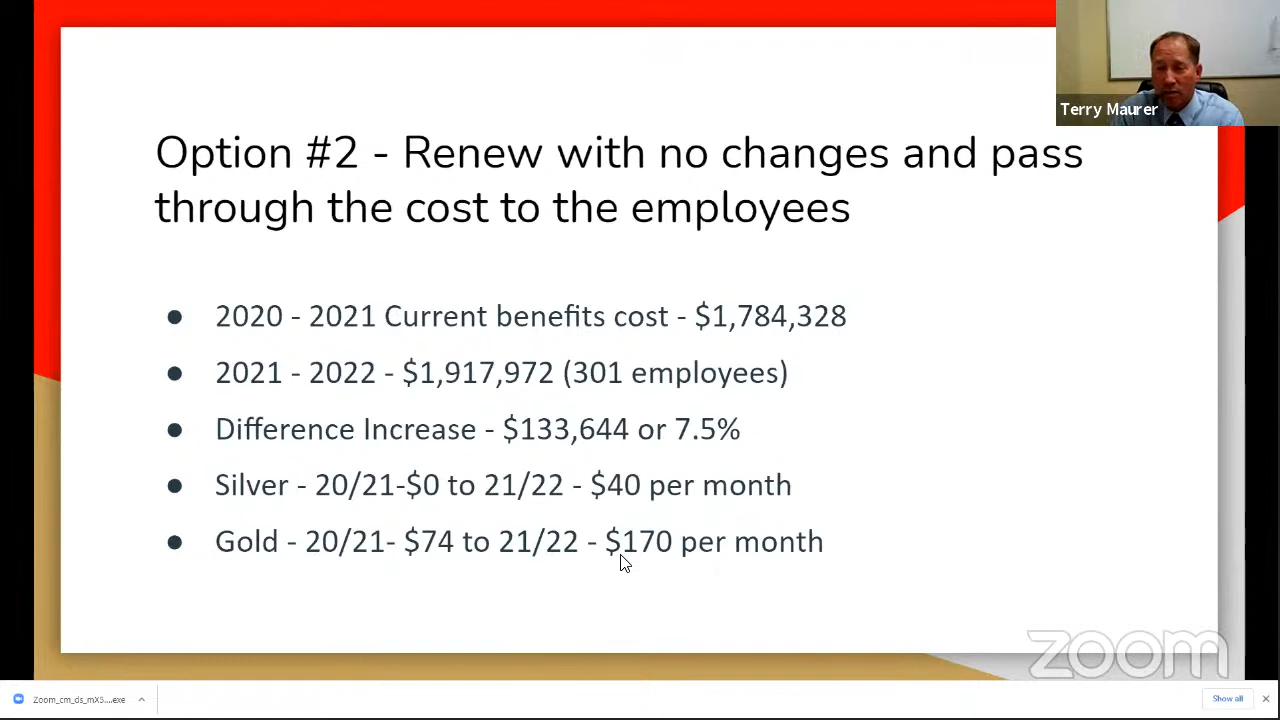 Terry Maurer
Option #2 - Renew with no changes and pass
through the cost to the employees
● 2020 - 2021 Current benefits cost - $1,784,328
● 2021 - 2022 - $1,917,972 (301 employees)
● Difference Increase - $133,644 or 7.5%
● Silver - 20/21-$0 to 21/22 - $40 per month
● Gold - 20/21- $74 to 21/22 - $170 per month
zoom
Zoom_cm_ds_mX5....exe
Show all